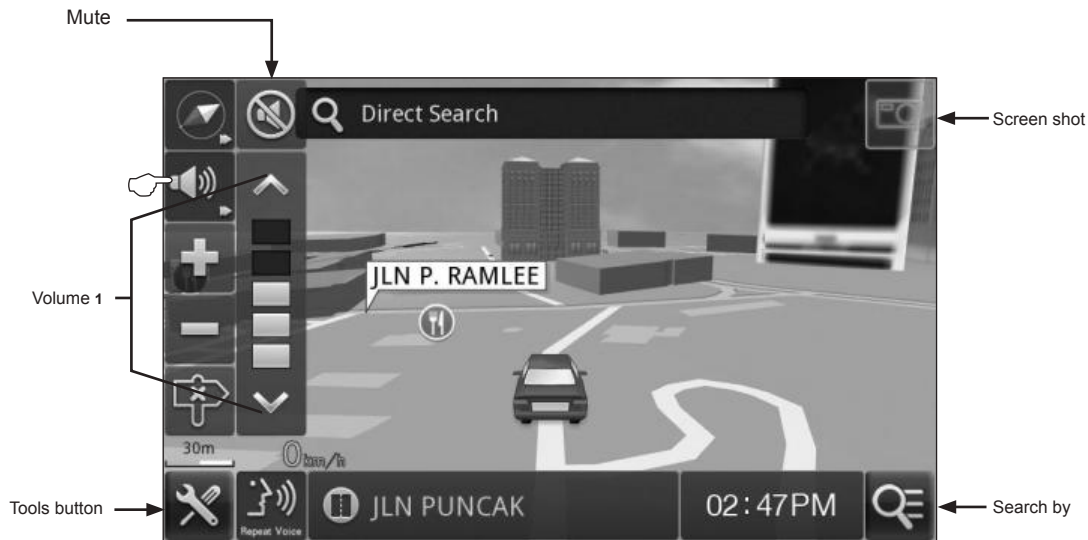 Mute
Direct Search
Screen shot
JLN P. RAMLEE
Volume 1
30m
0km/h
Tools button
Repeat Voice
JLN PUNCAK
02:47PM
Search by